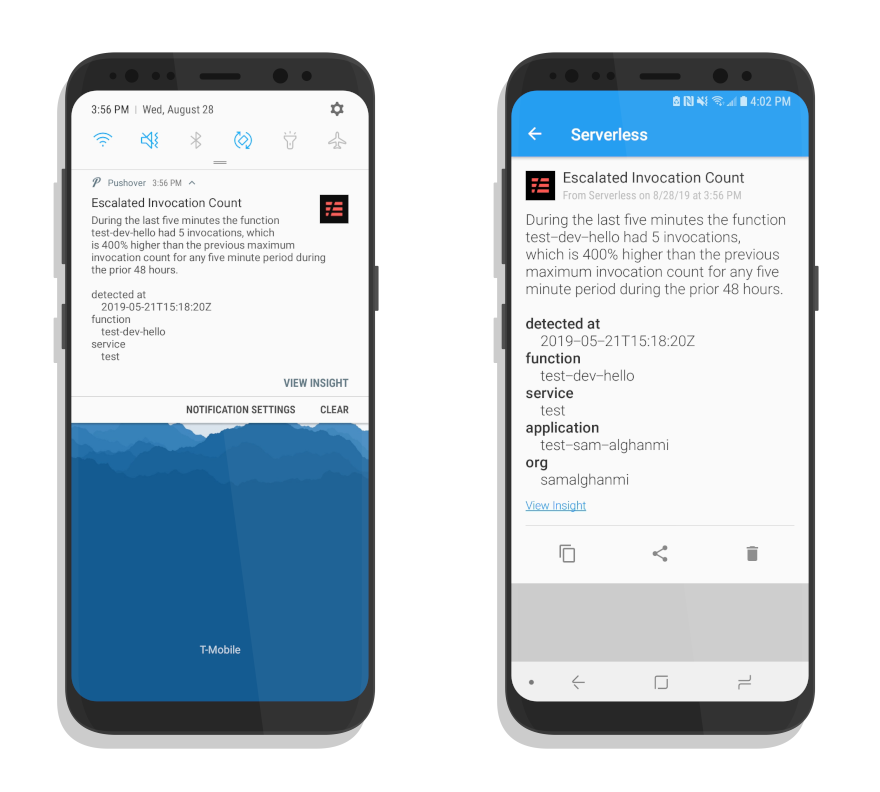 3:56 PM | Wed, August 28
Pushover 3:56 PM
Escalated Invocation Count
During the last five minutes the function
test-dev-hello had 5 invocations, which
is 400% higher than the previous maximum
invocation count for any five minute period during
the prior 48 hours.
detected at
2019-05-21T15:18:20Z
function
test-dev-hello
service
test
VIEW INSIGHT
NOTIFICATION SETTINGS CLEAR
T-Mobile
4:02 PM
Serverless
Escalated Invocation Count
From Serverless on 8/28/19 at 3:56 PM
During the last five minutes the function
test-dev-hello had 5 invocations,
which is 400% higher than the previous
maximum invocation count for any five
minute period during the prior 48 hours.
detected at
2019-05-21T15:18:20Z
function
test-dev-hello
service
test
application
test-sam-alghanmi
org
samalghanmi
View Insight